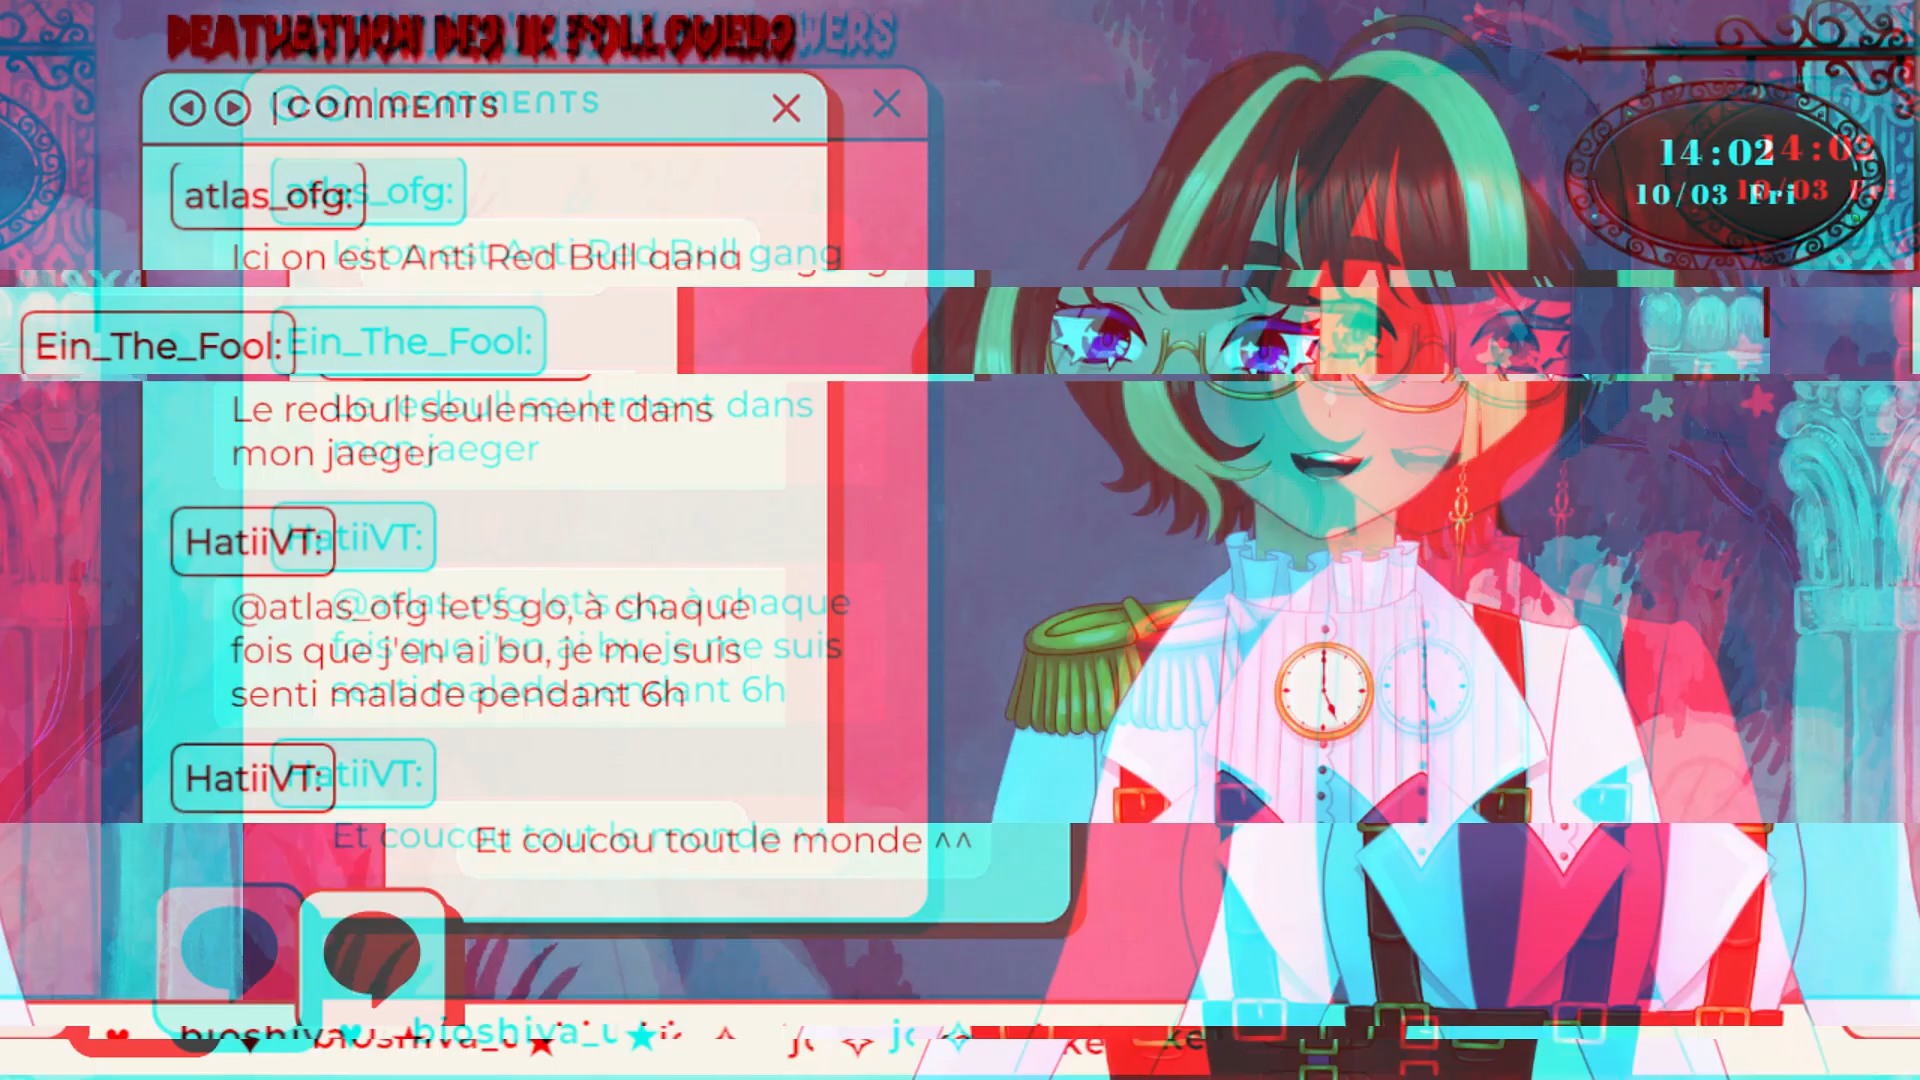 DEATHATHON DES 1K FOLLOWERS
| COMMENTS
14:02
10/03 Fri
atlas_ofg:
Ici on est Anti Red Bull gang
Ein_The_Fool:
Le redbull seulement dans
mon jaeger
HatiiVT:
@atlas_ofg let's go, à chaque
fois que j'en ai bu, je me suis
senti malade pendant 6h
HatiiVT:
Et coucou tout le monde ^^
bioshiva_u